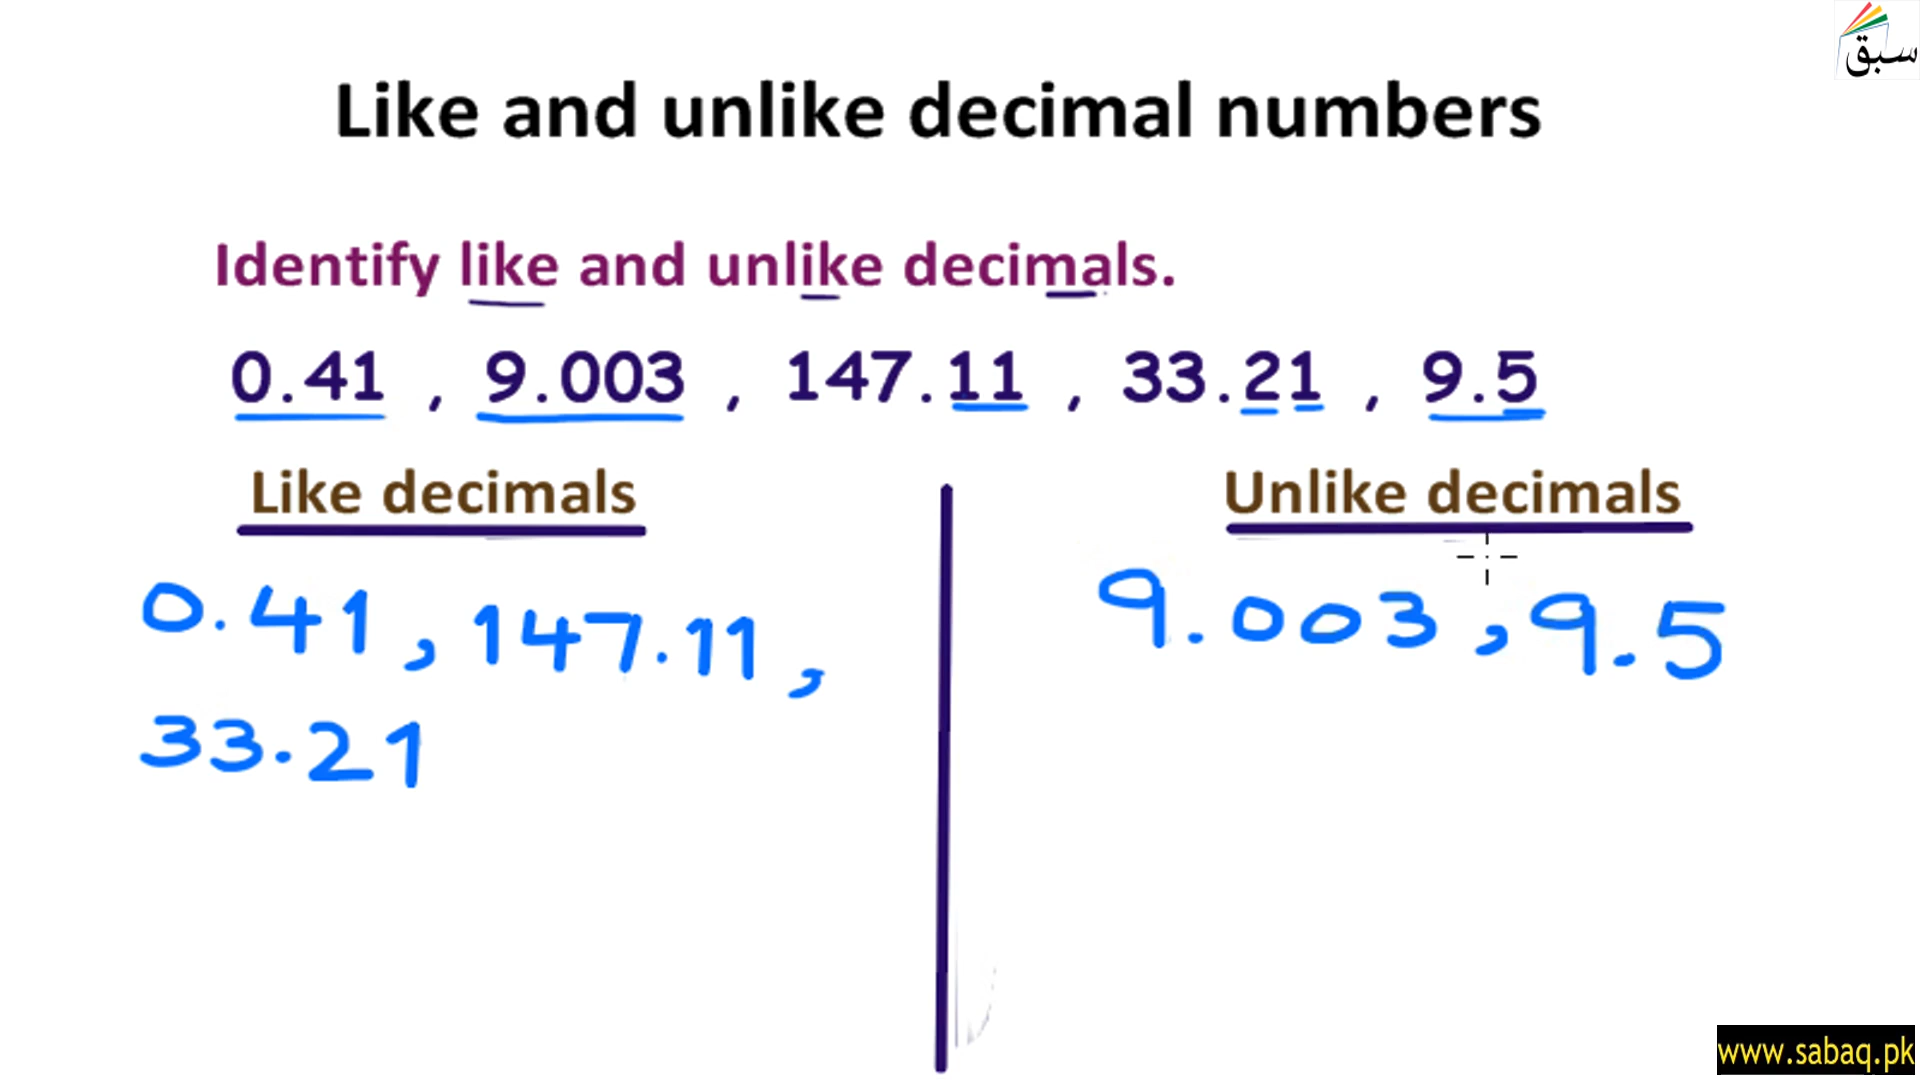 سبق
Like and unlike decimal numbers
Identify like and unlike decimals.
0.41 , 9.003 , 147.11 , 33.21 , 9.5
Like decimals
0.41, 147.11,
33.21
Unlike decimals
9.003, 9.5
www.sabaq.pk